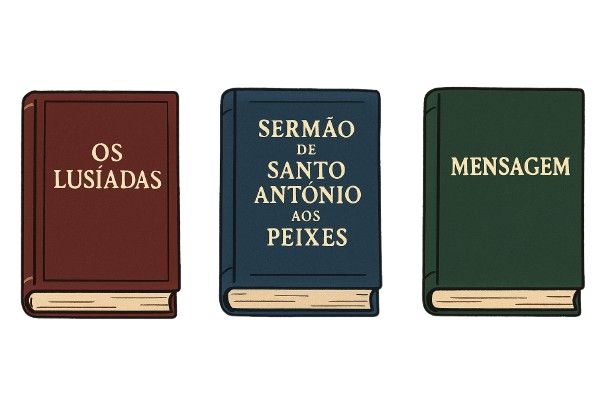 OS
LUSÍADAS
SERMÃO
DE
SANTO
ANTÓNIO
AOS
PEIXES
MENSAGEM